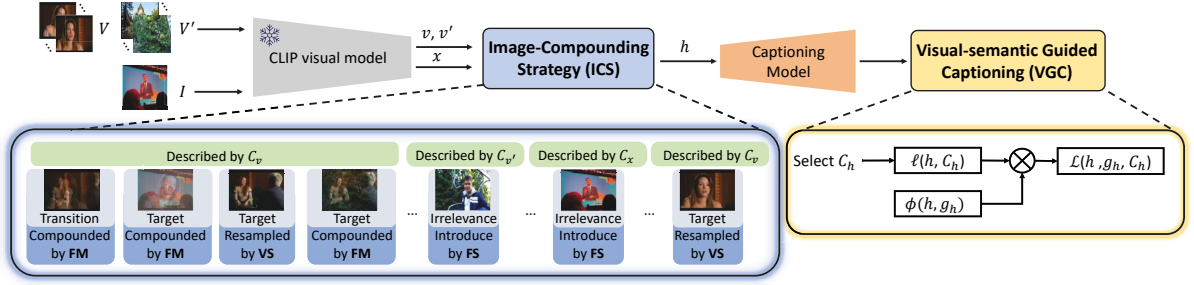 V
V′
I
CLIP visual model
v, v′
x
Image-Compounding
Strategy (ICS)
h
Captioning
Model
Visual-semantic Guided
Captioning (VGC)
Described by C_v
Described by C_{v′}
Described by C_x
Described by C_v
Transition
Compounded
by FM
Target
Compounded
by FM
Target
Resampled
by VS
Target
Compounded
by FM
...
Irrelevance
Introduce
by FS
...
Irrelevance
Introduce
by FS
...
Target
Resampled
by VS
Select C_h
ℓ(h, C_h)
ℒ(h ,g_h, C_h)
ϕ(h, g_h)